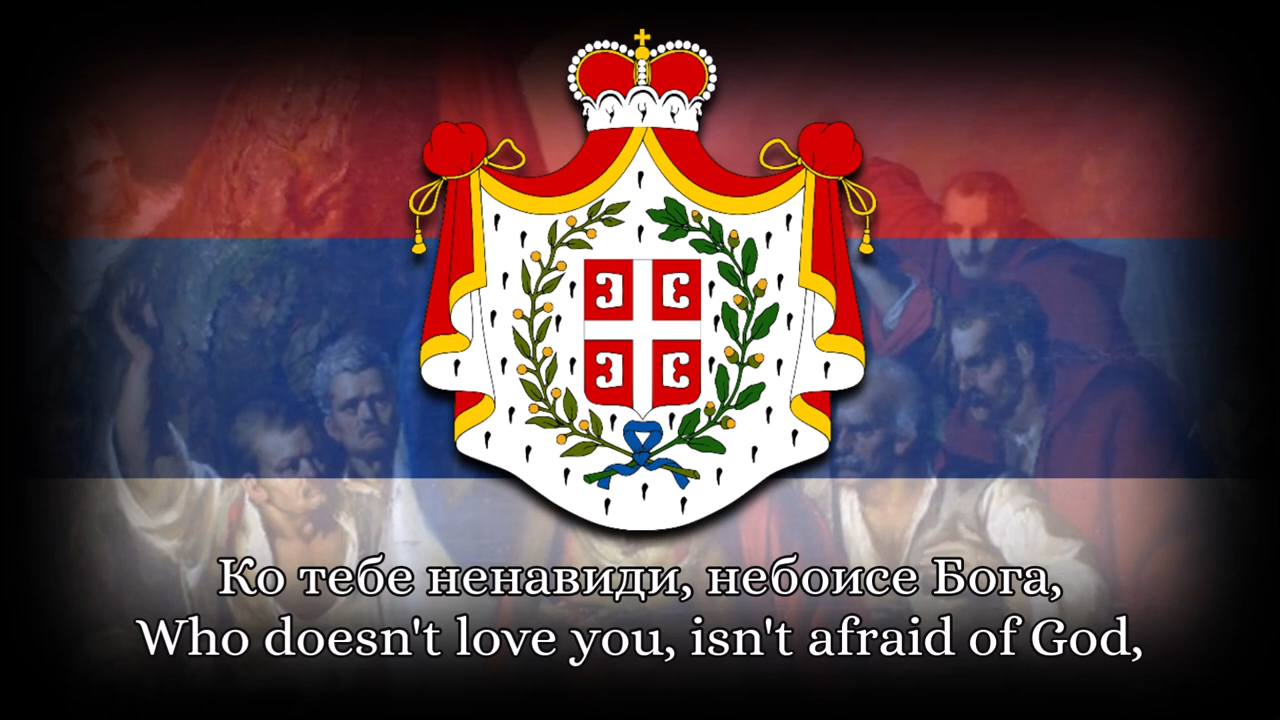 Ко тебе ненавиди, небоисе Бога,
Who doesn't love you, isn't afraid of God,